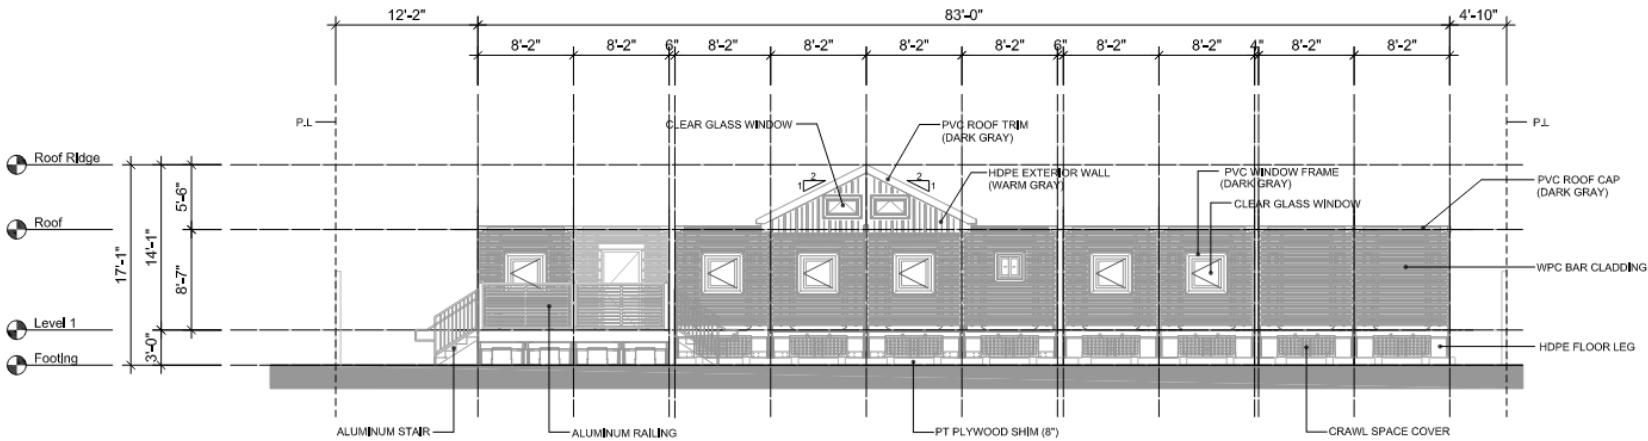 12'-2"
83'-0"
4'-10"
8'-2"
8'-2"
6"
8'-2"
8'-2"
8'-2"
8'-2"
6"
8'-2"
8'-2"
4"
8'-2"
8'-2"
P.L
CLEAR GLASS WINDOW
PVC ROOF TRIM
(DARK GRAY)
P.L
Roof Ridge
1
2
2
1
HDPE EXTERIOR WALL
(WARM GRAY)
PVC WINDOW FRAME
(DARK GRAY)
PVC ROOF CAP
(DARK GRAY)
CLEAR GLASS WINDOW
5'-6"
Roof
17'-1"
14'-1"
8'-7"
WPC BAR CLADDING
Level 1
3'-0"
HDPE FLOOR LEG
Footing
ALUMINUM STAIR
ALUMINUM RAILING
PT PLYWOOD SHIM (8")
CRAWL SPACE COVER